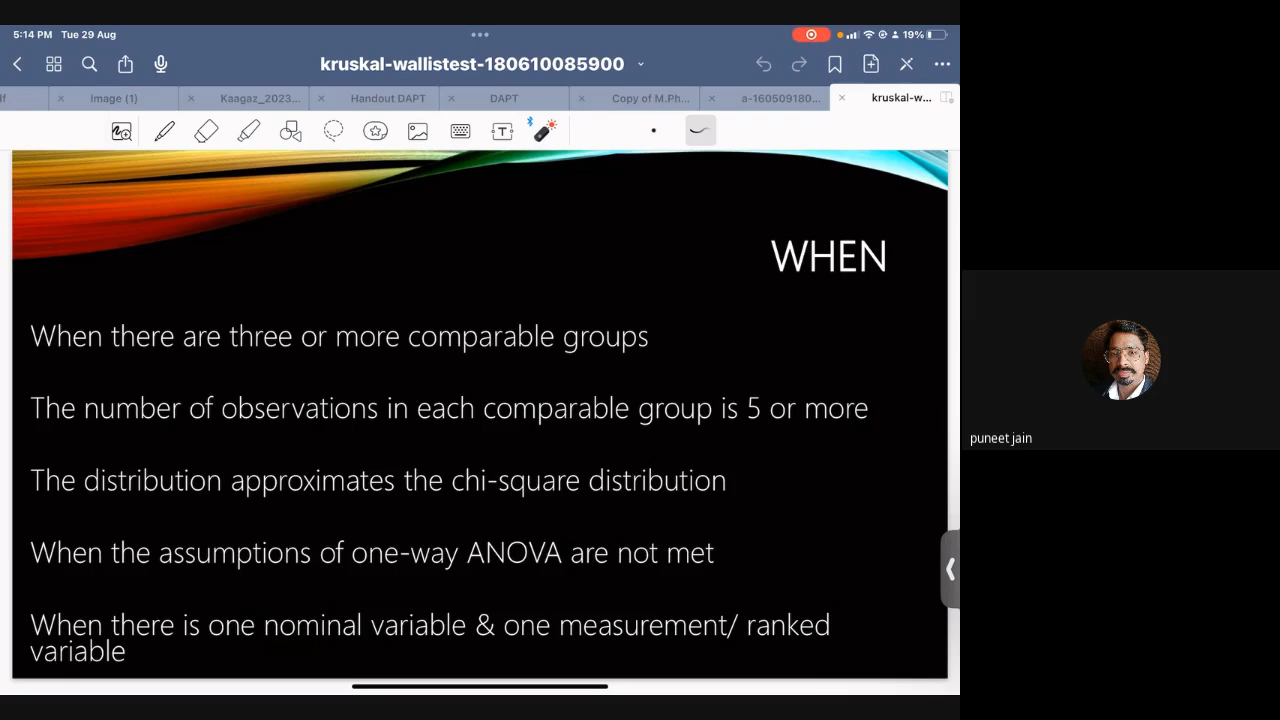 5:14 PM Tue 29 Aug
19%
kruskal-wallistest-180610085900
Image (1)
Kaagaz_2023...
Handout DAPT
DAPT
Copy of M.Ph...
a-160509180...
kruskal-w...
T
WHEN
When there are three or more comparable groups
The number of observations in each comparable group is 5 or more
The distribution approximates the chi-square distribution
When the assumptions of one-way ANOVA are not met
When there is one nominal variable & one measurement/ ranked
variable
puneet jain